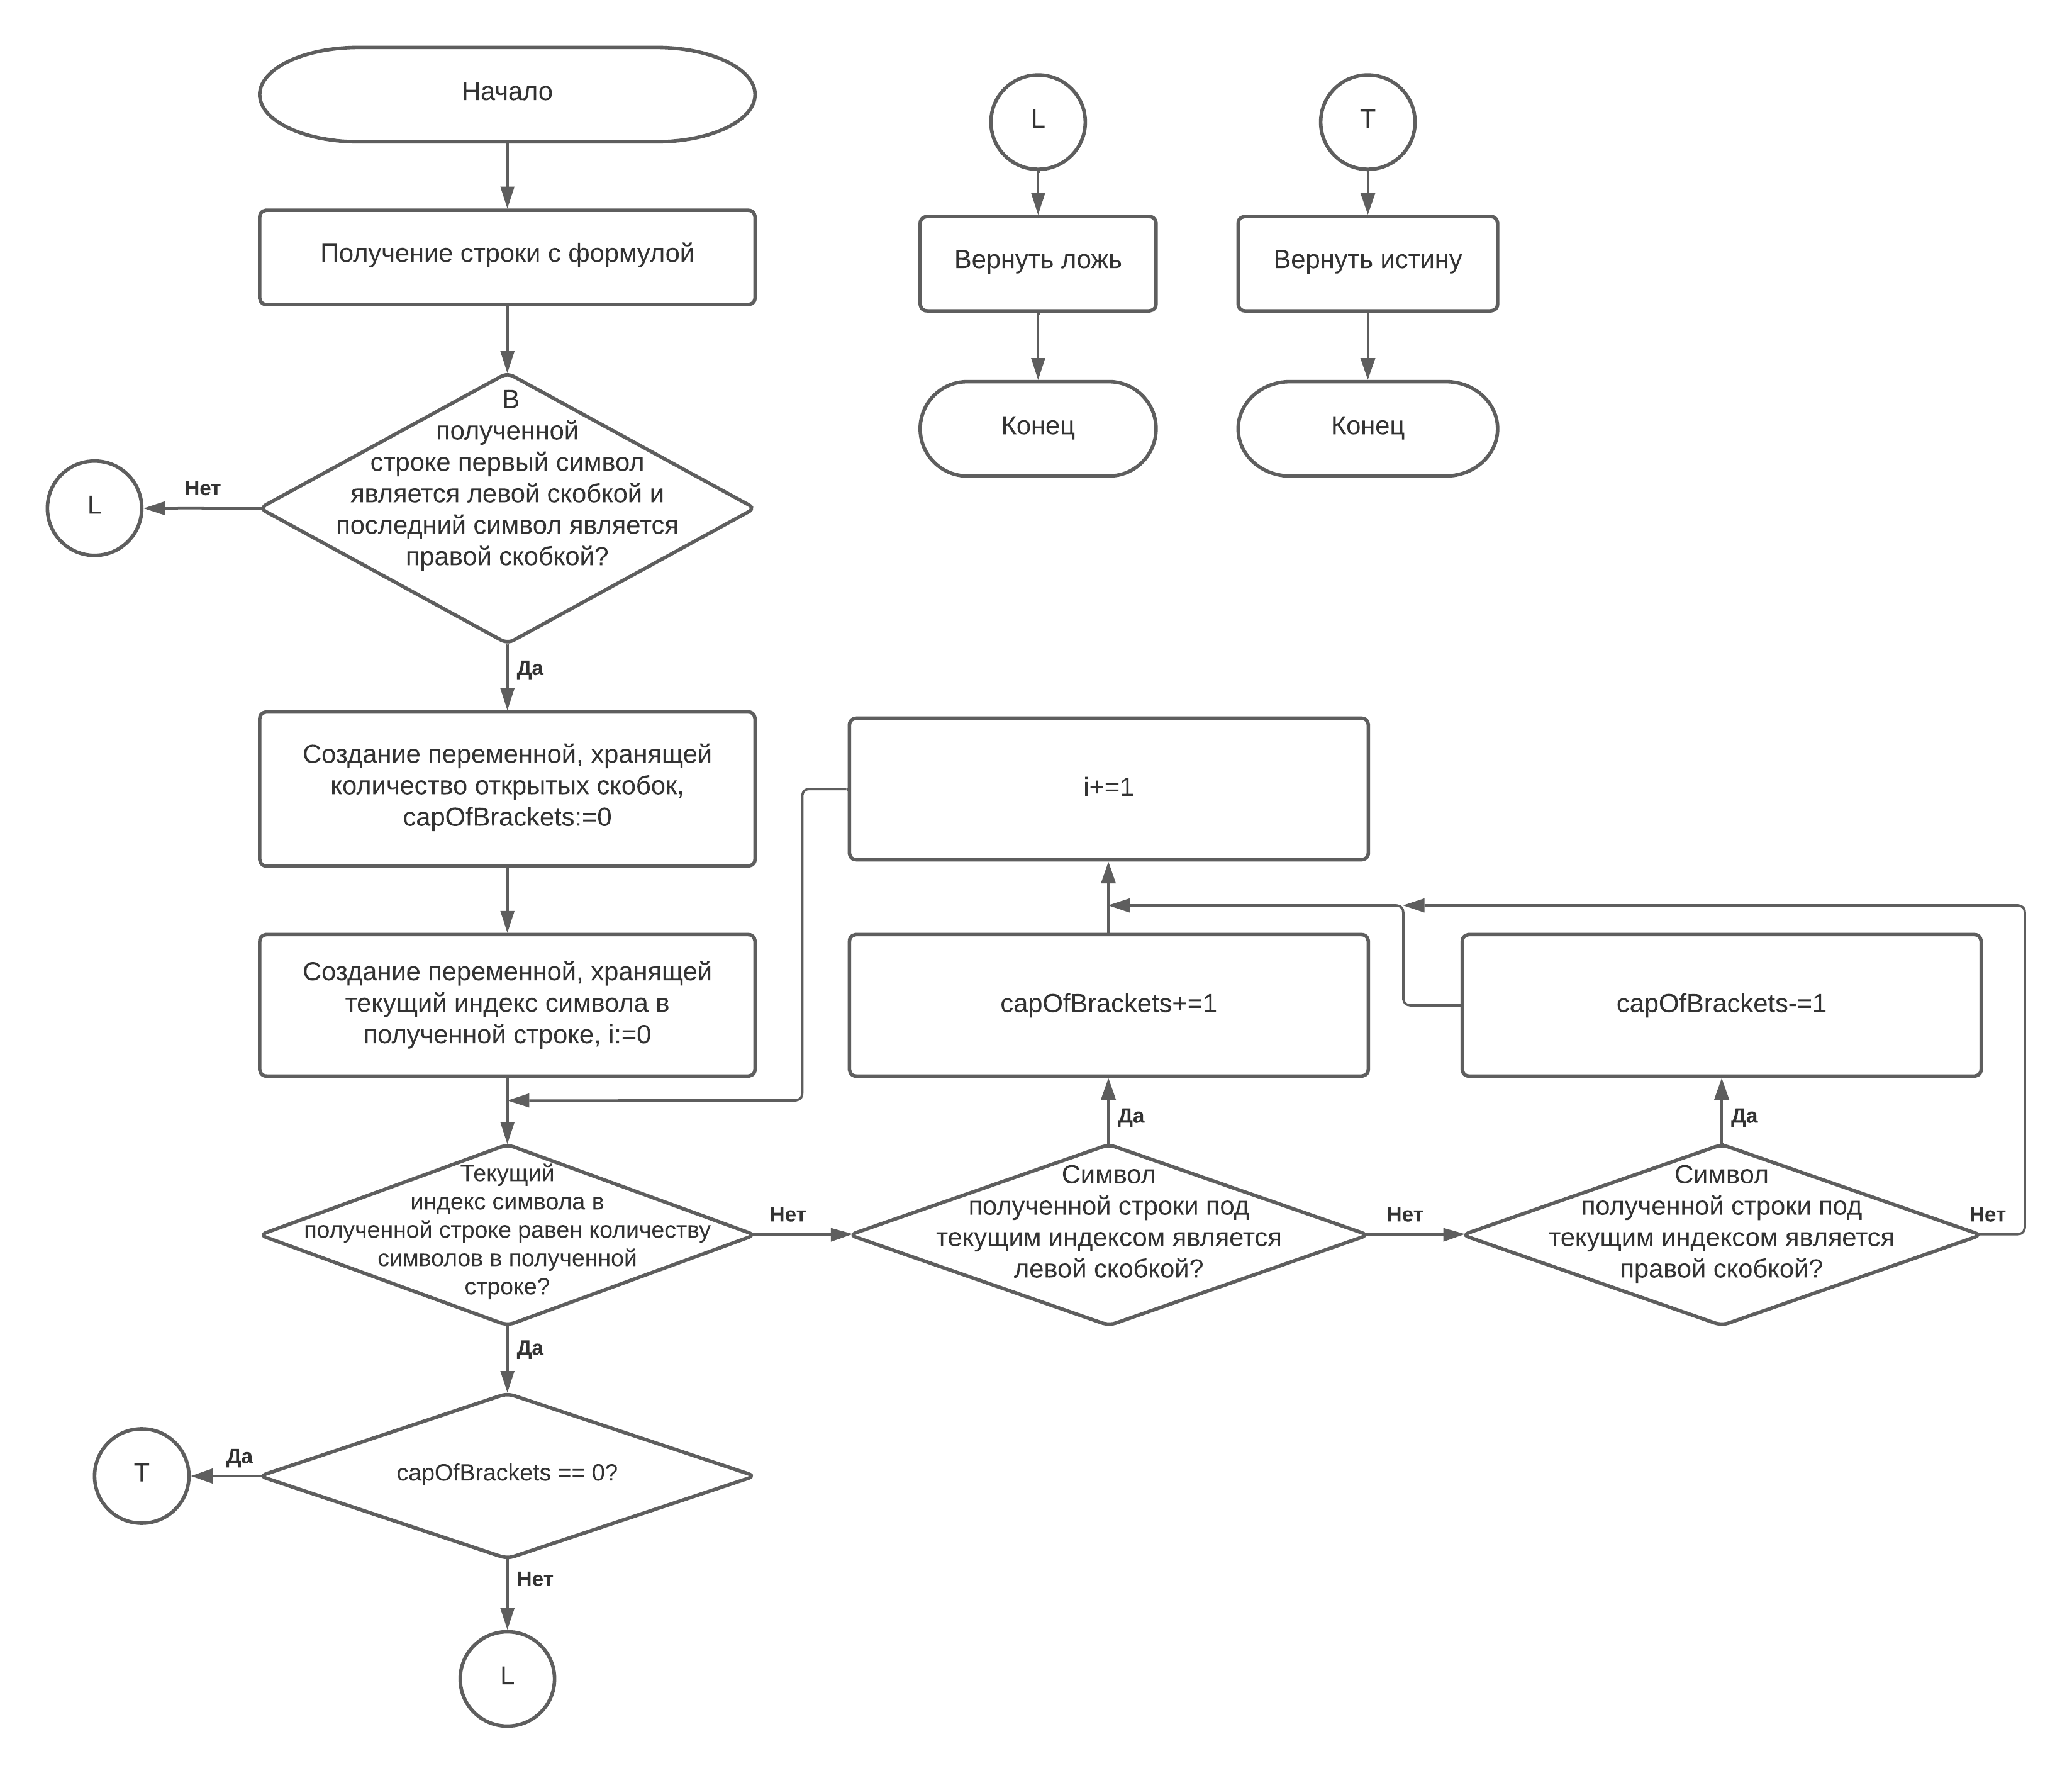 Начало
Получение строки с формулой
В
полученной
строке первый символ
является левой скобкой и
последний символ является
правой скобкой?
Нет
L
Да
Создание переменной, хранящей
количество открытых скобок,
capOfBrackets:=0
Создание переменной, хранящей
текущий индекс символа в
полученной строке, i:=0
Текущий
индекс символа в
полученной строке равен количеству
символов в полученной
строке?
Нет
Символ
полученной строки под
текущим индексом является
левой скобкой?
Да
capOfBrackets+=1
i+=1
Нет
Символ
полученной строки под
текущим индексом является
правой скобкой?
Да
capOfBrackets-=1
Нет
Да
capOfBrackets == 0?
Да
T
Нет
L
L
Вернуть ложь
Конец
T
Вернуть истину
Конец